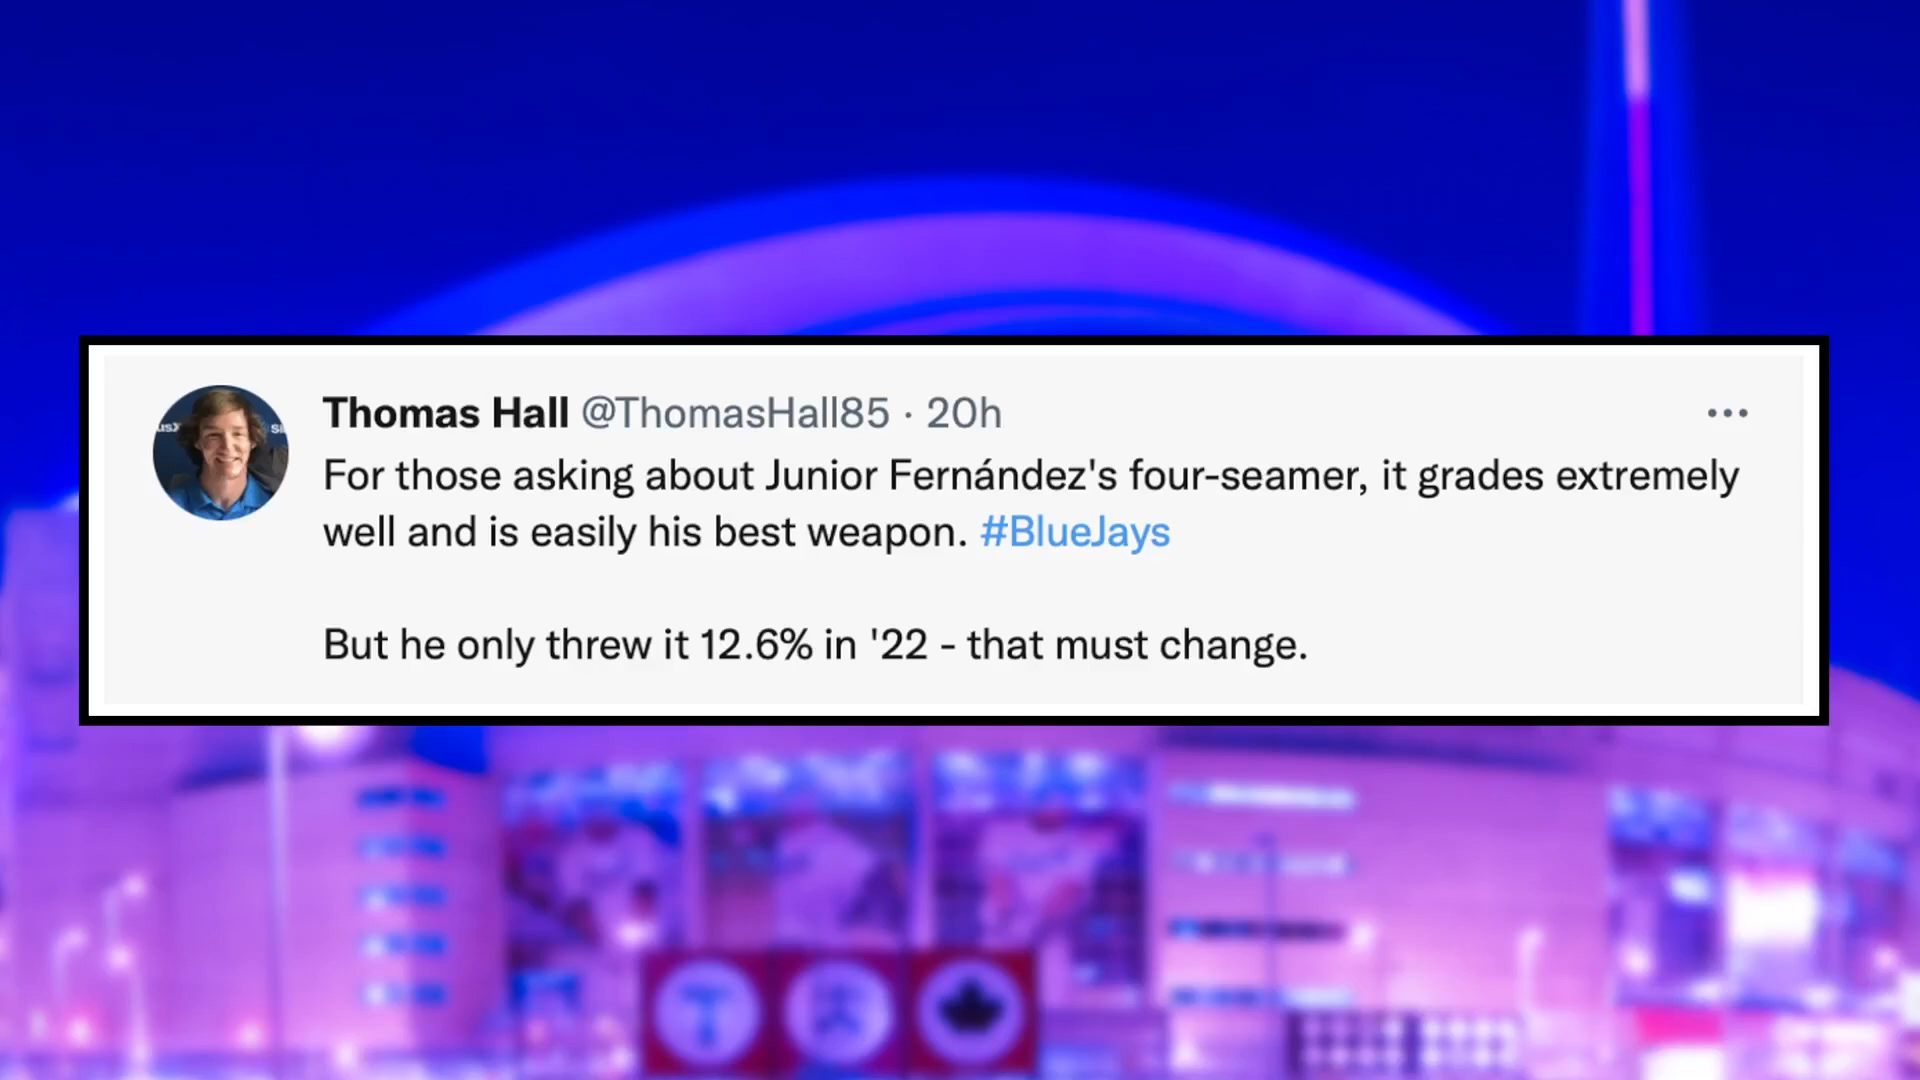 Thomas Hall @ThomasHall85 · 20h
For those asking about Junior Fernández's four-seamer, it grades extremely
well and is easily his best weapon. #BlueJays
But he only threw it 12.6% in '22 - that must change.